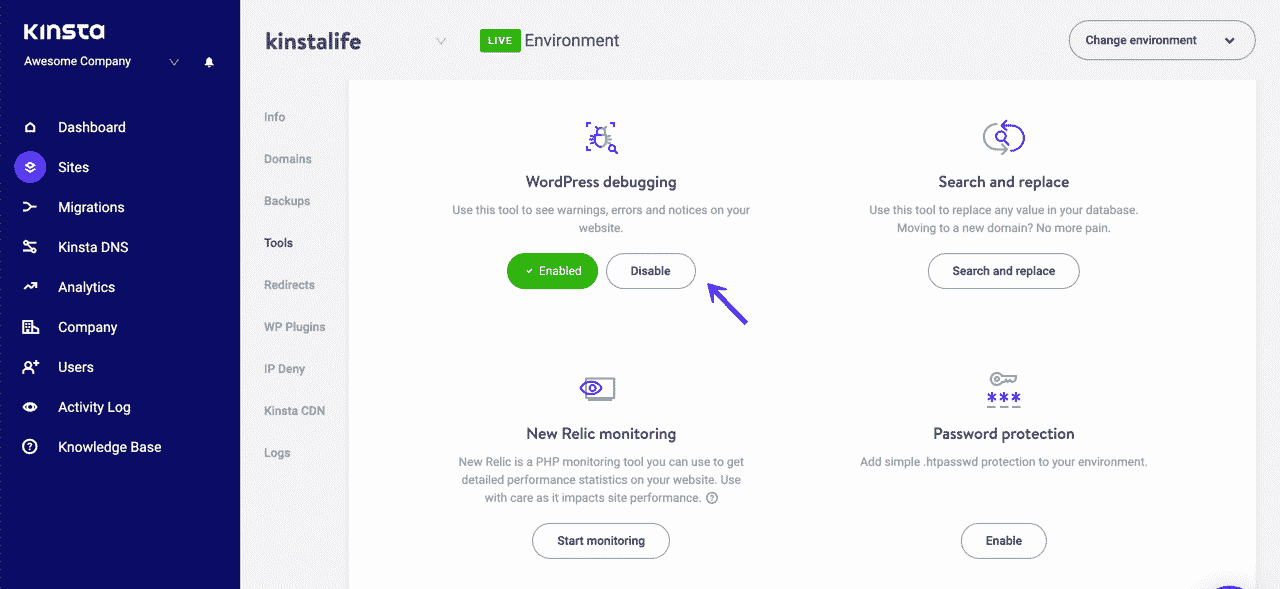 Kinsta
Awesome Company
Dashboard
Sites
Migrations
Kinsta DNS
Analytics
Company
Users
Activity Log
Knowledge Base
kinstalife
LIVE Environment
Change environment
Info
Domains
Backups
Tools
Redirects
WP Plugins
IP Deny
Kinsta CDN
Logs
WordPress debugging
Use this tool to see warnings, errors and notices on your
website.
Enabled
Disable
Search and replace
Use this tool to replace any value in your database.
Moving to a new domain? No more pain.
Search and replace
New Relic monitoring
New Relic is a PHP monitoring tool you can use to get
detailed performance statistics on your website. Use
with care as it impacts site performance.
Start monitoring
Password protection
Add simple .htpasswd protection to your environment.
Enable